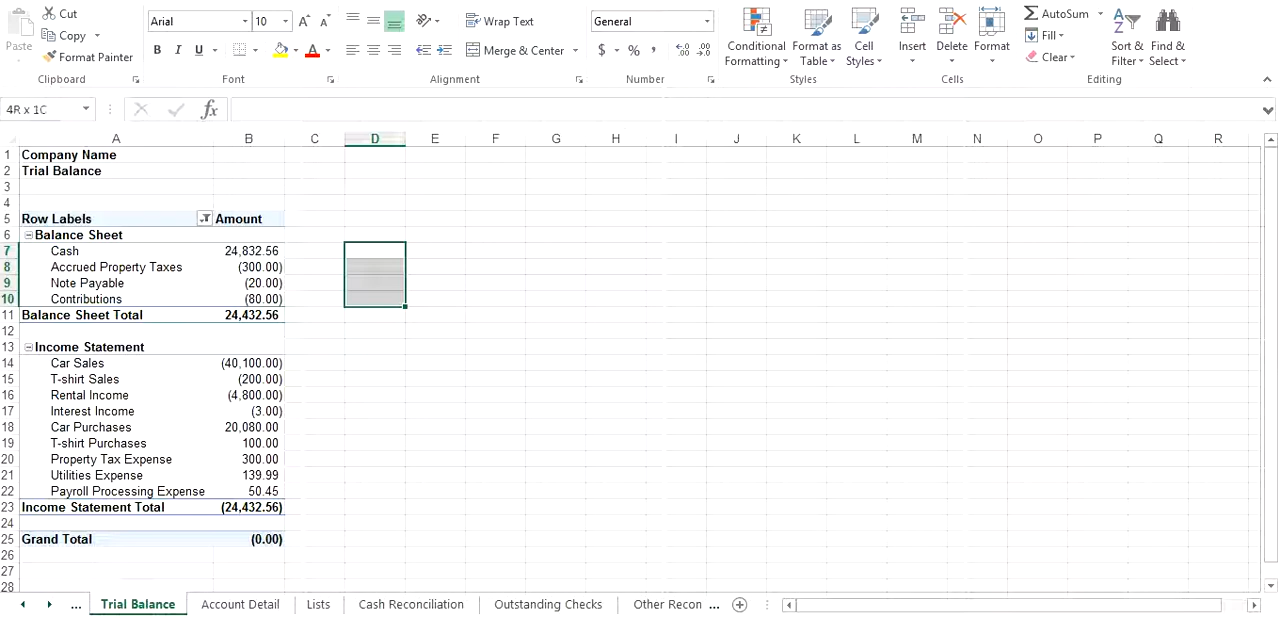 Cut
Copy
Format Painter
Paste
Clipboard
Arial 10 A A
B I U A
Font
Wrap Text
Merge & Center
Alignment
General
$ % , .0 .00
Number
Conditional Formatting
Format as Table
Cell Styles
Styles
Insert Delete Format
Cells
AutoSum
Fill
Clear
Sort & Filter
Find & Select
Editing
4R x 1C fx
A B C D E F G H I J K L M N O P Q R
1 Company Name
2 Trial Balance
3
4
5 Row Labels Amount
6 Balance Sheet
7 Cash 24,832.56
8 Accrued Property Taxes (300.00)
9 Note Payable (20.00)
10 Contributions (80.00)
11 Balance Sheet Total 24,432.56
12
13 Income Statement
14 Car Sales (40,100.00)
15 T-shirt Sales (200.00)
16 Rental Income (4,800.00)
17 Interest Income (3.00)
18 Car Purchases 20,080.00
19 T-shirt Purchases 100.00
20 Property Tax Expense 300.00
21 Utilities Expense 139.99
22 Payroll Processing Expense 50.45
23 Income Statement Total (24,432.56)
24
25 Grand Total (0.00)
26
27
28
... Trial Balance Account Detail Lists Cash Reconciliation Outstanding Checks Other Recon ...